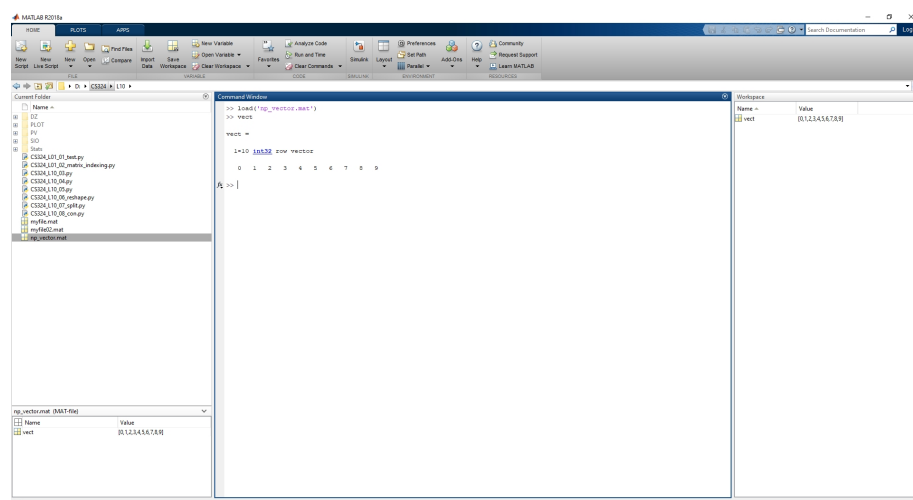 MATLAB R2018a
HOME PLOTS APPS
Search Documentation
Log
New Script
New Live Script
New
Open
Find Files
Compare
Import Data
Save Workspace
New Variable
Open Variable
Clear Workspace
Favorites
Analyze Code
Run and Time
Clear Commands
Simulink
Layout
Preferences
Set Path
Parallel
Add-Ons
Help
Community
Request Support
Learn MATLAB
FILE VARIABLE CODE SIMULINK ENVIRONMENT RESOURCES
D: CS324 L10
Current Folder
Name
DZ
PLOT
PV
SIO
Stats
CS324_L01_01_test.py
CS324_L01_02_matrix_indexing.py
CS324_L10_03.py
CS324_L10_04.py
CS324_L10_05.py
CS324_L10_06_reshape.py
CS324_L10_07_split.py
CS324_L10_08_con.py
myfile.mat
myfile02.mat
np_vector.mat
np_vector.mat (MAT-file)
Name Value
vect [0,1,2,3,4,5,6,7,8,9]
Command Window
>> load('np_vector.mat')
>> vect
vect =
1×10 int32 row vector
0 1 2 3 4 5 6 7 8 9
fx >>
Workspace
Name Value
vect [0,1,2,3,4,5,6,7,8,9]